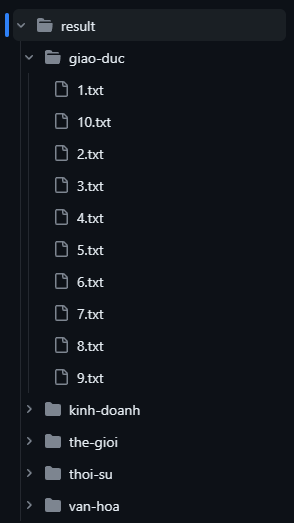 result
giao-duc
1.txt
10.txt
2.txt
3.txt
4.txt
5.txt
6.txt
7.txt
8.txt
9.txt
kinh-doanh
the-gioi
thoi-su
van-hoa